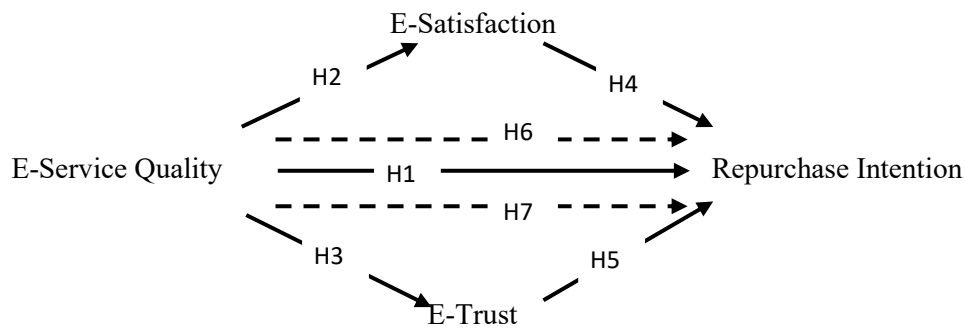 E-Satisfaction
H2
H4
H6
E-Service Quality
H1
Repurchase Intention
H7
H3
H5
E-Trust